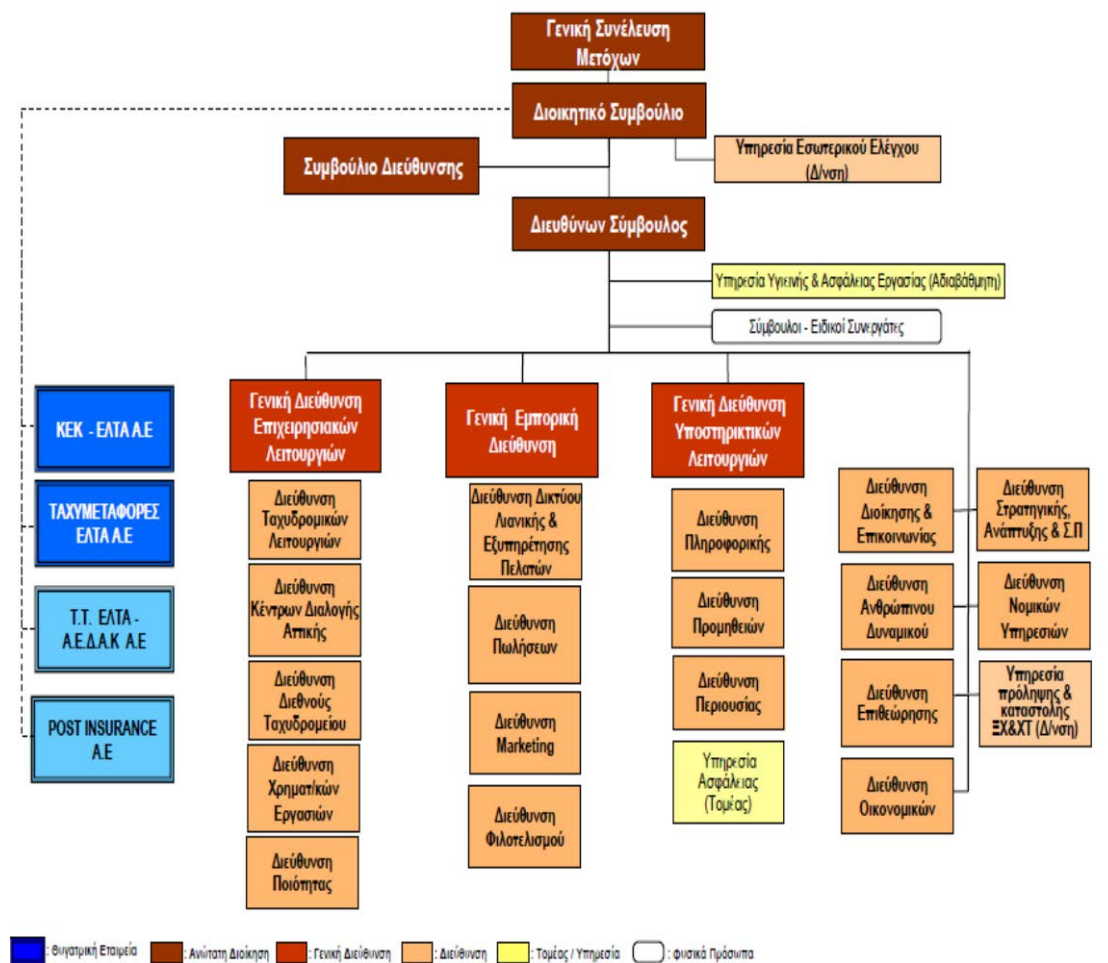 Γενική Συνέλευση
Μετόχων
Διοικητικό Συμβούλιο
Συμβούλιο Διεύθυνσης
Υπηρεσία Εσωτερικού Ελέγχου
(Δ/νση)
Διευθύνων Σύμβουλος
Υπηρεσία Υγιεινής & Ασφάλειας Εργασίας (Αδιαβάθμητη)
Σύμβουλοι - Ειδικοί Συνεργάτες
ΚΕΚ - ΕΛΤΑ Α.Ε
ΤΑΧΥΜΕΤΑΦΟΡΕΣ
ΕΛΤΑ Α.Ε
Τ.Τ. ΕΛΤΑ -
Α.Ε.Δ.Α.Κ Α.Ε
POST INSURANCE
Α.Ε
Γενική Διεύθυνση
Επιχειρησιακών
Λειτουργιών
Διεύθυνση
Ταχυδρομικών
Λειτουργιών
Διεύθυνση
Κέντρων Διαλογής
Αττικής
Διεύθυνση
Διεθνούς
Ταχυδρομείου
Διεύθυνση
Χρηματ/κών
Εργασιών
Διεύθυνση
Ποιότητας
Γενική Εμπορική
Διεύθυνση
Διεύθυνση Δικτύου
Λιανικής &
Εξυπηρέτησης
Πελατών
Διεύθυνση
Πωλήσεων
Διεύθυνση
Marketing
Διεύθυνση
Φιλοτελισμού
Γενική Διεύθυνση
Υποστηρικτικών
Λειτουργιών
Διεύθυνση
Πληροφορικής
Διεύθυνση
Προμηθειών
Διεύθυνση
Περιουσίας
Υπηρεσία
Ασφάλειας
(Τομέας)
Διεύθυνση
Διοίκησης &
Επικοινωνίας
Διεύθυνση
Ανθρώπινου
Δυναμικού
Διεύθυνση
Επιθεώρησης
Διεύθυνση
Οικονομικών
Διεύθυνση
Στρατηγικής,
Ανάπτυξης & Σ.Π
Διεύθυνση
Νομικών
Υπηρεσιών
Υπηρεσία
πρόληψης &
καταστολής
ΞΧ&ΧΤ (Δ/νση)
: Θυγατρική Εταιρεία : Ανώτατη Διοίκηση : Γενική Διεύθυνση : Διεύθυνση : Τομέας / Υπηρεσία : φυσικά Πρόσωπα